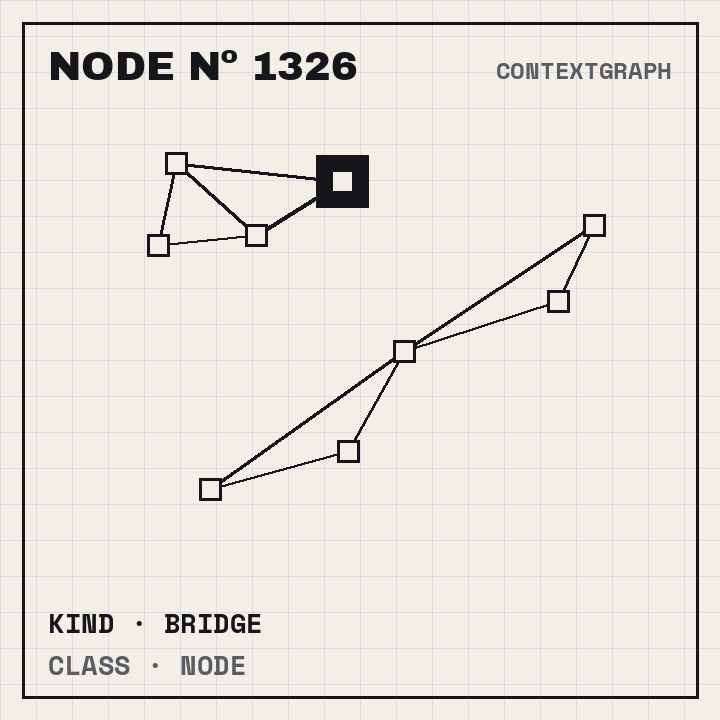 NODE Nº 1326
CONTEXTGRAPH
KIND · BRIDGE
CLASS · NODE